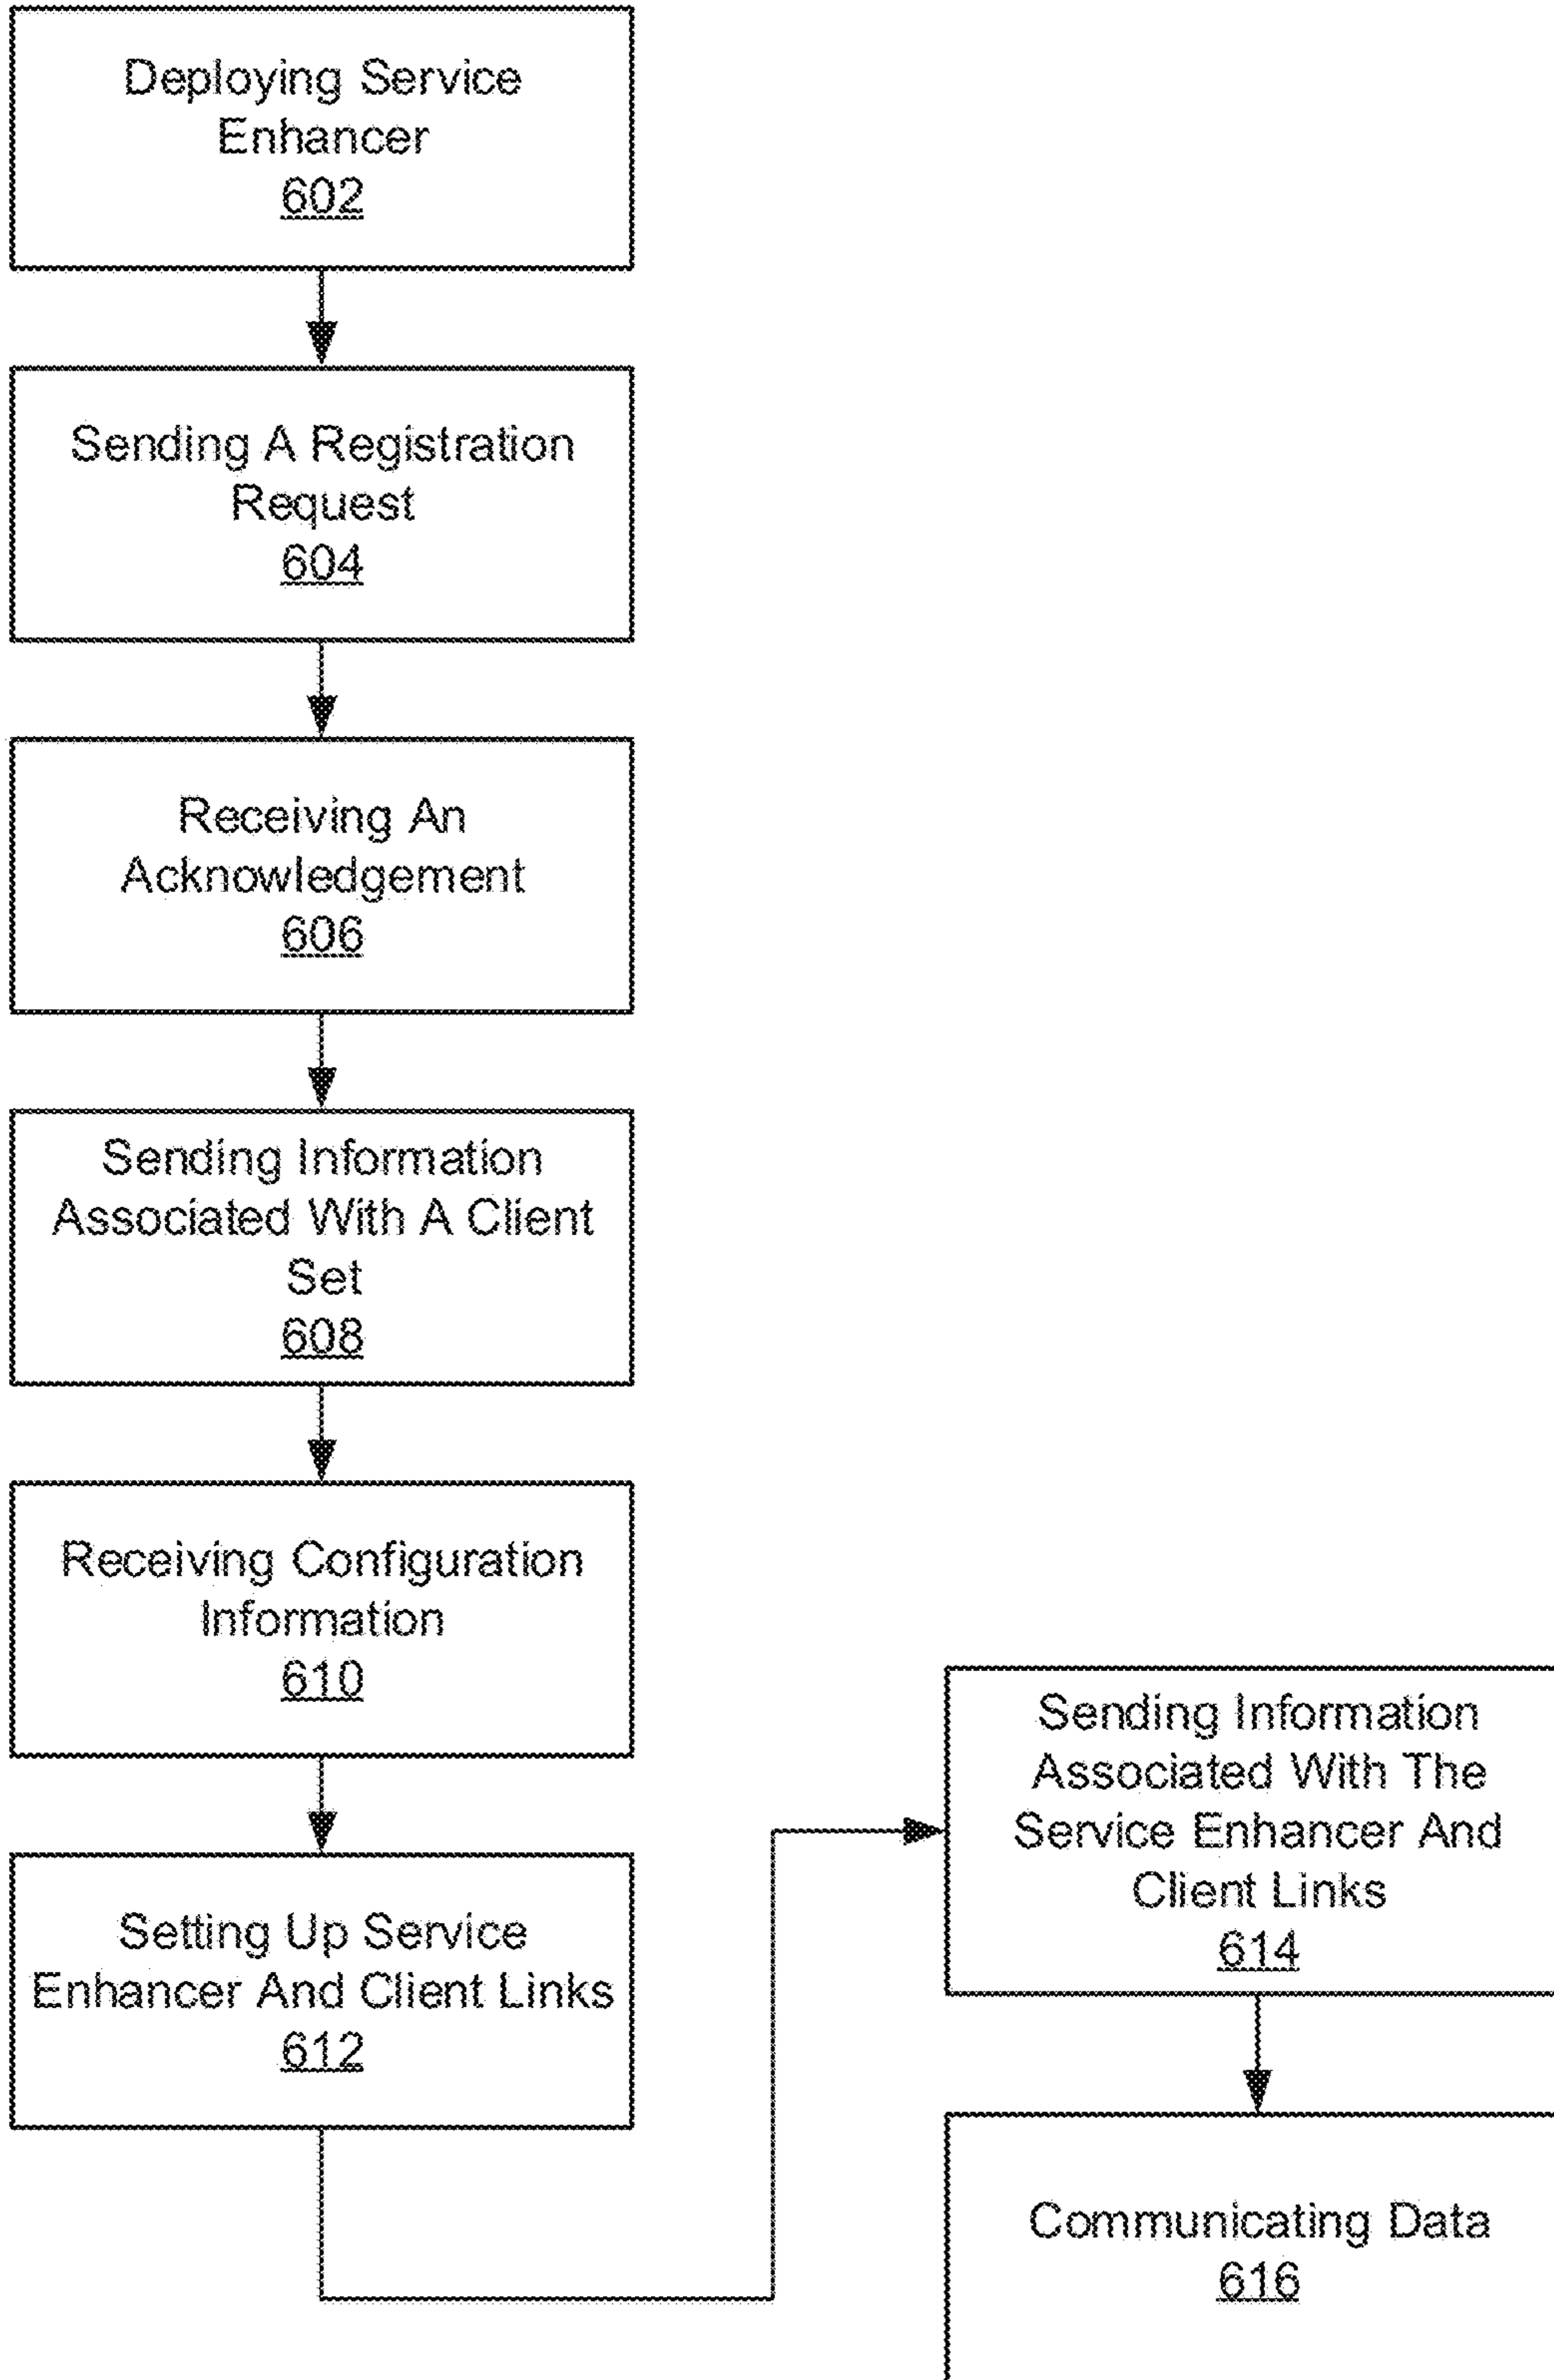 Deploying Service
Enhancer
602
Sending A Registration
Request
604
Receiving An
Acknowledgement
606
Sending Information
Associated With A Client
Set
608
Receiving Configuration
Information
610
Setting Up Service
Enhancer And Client Links
612
Sending Information
Associated With The
Service Enhancer And
Client Links
614
Communicating Data
616